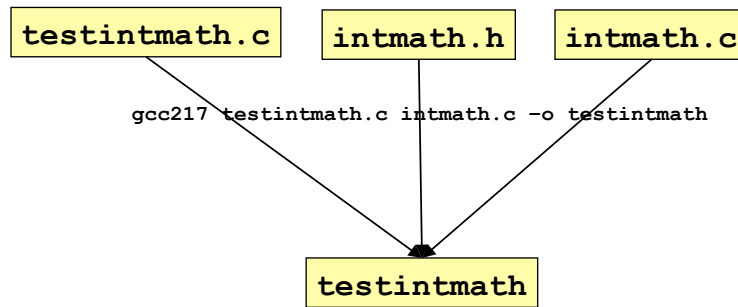 testintmath.c
intmath.h
intmath.c
gcc217 testintmath.c intmath.c –o testintmath
testintmath